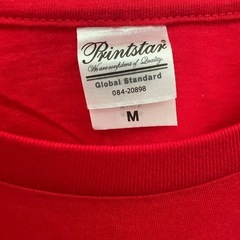 Printstar
We are confident of Quality.
Global Standard
084-20898
M